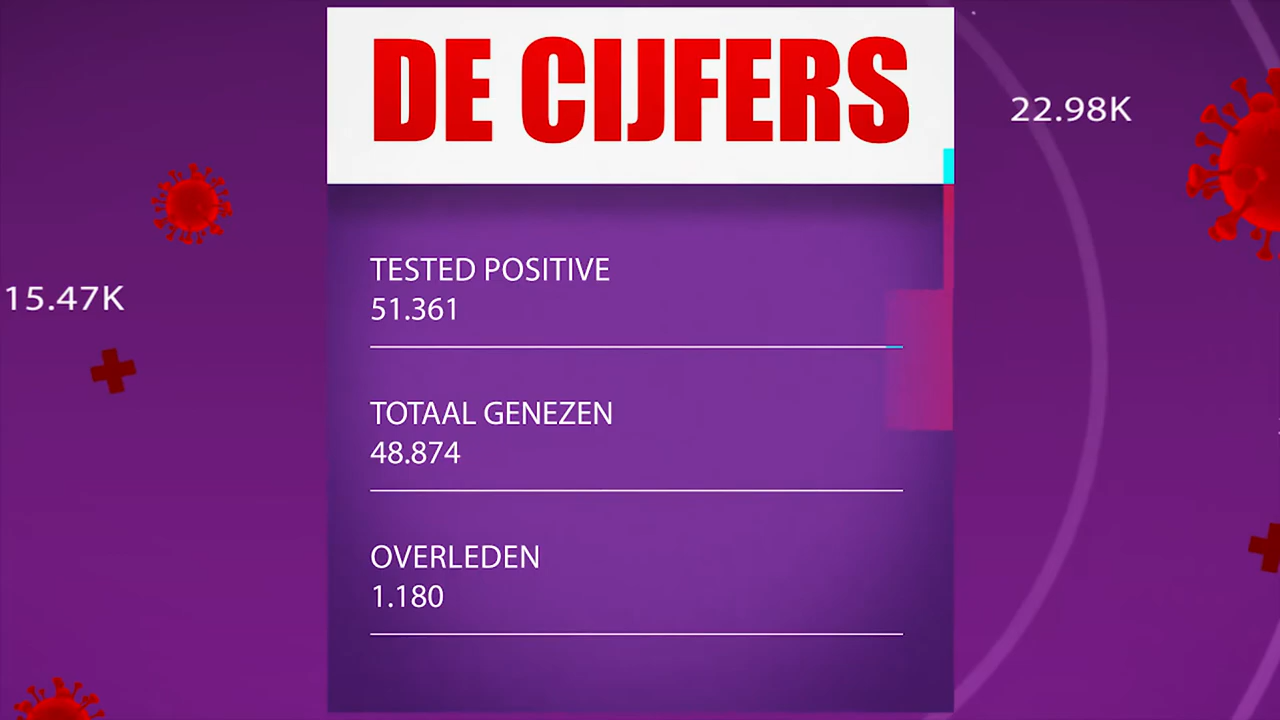 DE CIJFERS
22.98K
TESTED POSITIVE
51.361
15.47K
TOTAAL GENEZEN
48.874
OVERLEDEN
1.180